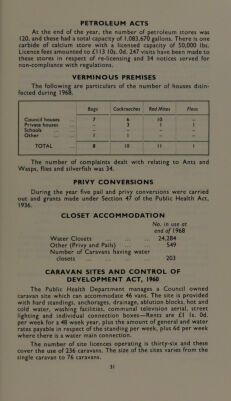 PETROLEUM ACTS
At the end of the year, the number of petroleum stores was
120, and these had a total capacity of 1,083,670 gallons. There is one
carbide of calcium store with a licensed capacity of 50,000 lbs.
Licence fees amounted to £113 10s. 0d. 247 visits have been made to
these stores in respect of re-licensing and 34 notices served for
non-compliance with regulations.
VERMINOUS PREMISES
The following are particulars of the number of houses disin-
fected during 1968.
Bugs Cockroaches Red Mites Fleas
Council houses ... 7 6 10 -
Private houses ... - 3 1 1
Schools ... - - - -
Other ... 1 1 - -
TOTAL 8 10 11 1
The number of complaints dealt with relating to Ants and
Wasps, flies and silverfish was 34.
PRIVY CONVERSIONS
During the year five pail and privy conversions were carried
out and grants made under Section 47 of the Public Health Act,
1936.
CLOSET ACCOMMODATION
No. in use at
end of 1968
Water Closets ... ... ... 24,284
Other (Privy and Pails) ... ... 549
Number of Caravans having water
closets ... ... ... ... 203
CARAVAN SITES AND CONTROL OF
DEVELOPMENT ACT, 1960
The Public Health Department manages a Council owned
caravan site which can accommodate 46 vans. The site is provided
with hard standings, anchorages, drainage, ablution blocks, hot and
cold water, washing facilities, communal television aerial, street
lighting and individual connection boxes—Rents are £1 1s. 0d.
per week for a 48 week year, plus the amount of general and water
rates payable in respect of the standing per week, plus 6d per week
where there is a water main connection.
The number of site licences operating is thirty-six and these
cover the use of 236 caravans. The size of the sites varies from the
single caravan to 76 caravans.
31